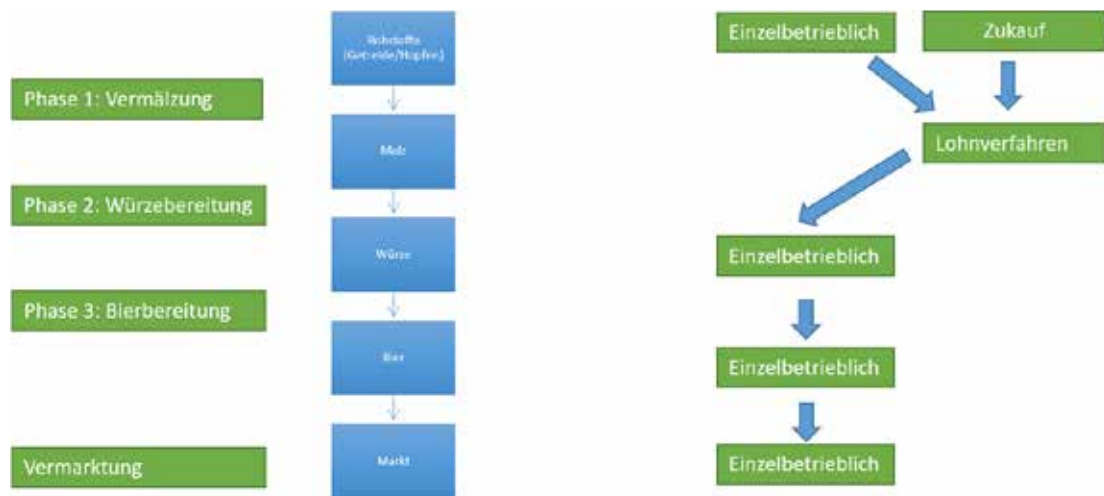 Phase 1: Vermälzung
Phase 2: Würzebereitung
Phase 3: Bierbereitung
Vermarktung
Rohstoffe
(Getreide/Hopfen)
Malz
Würze
Bier
Markt
Einzelbetrieblich
Zukauf
Lohnverfahren
Einzelbetrieblich
Einzelbetrieblich
Einzelbetrieblich